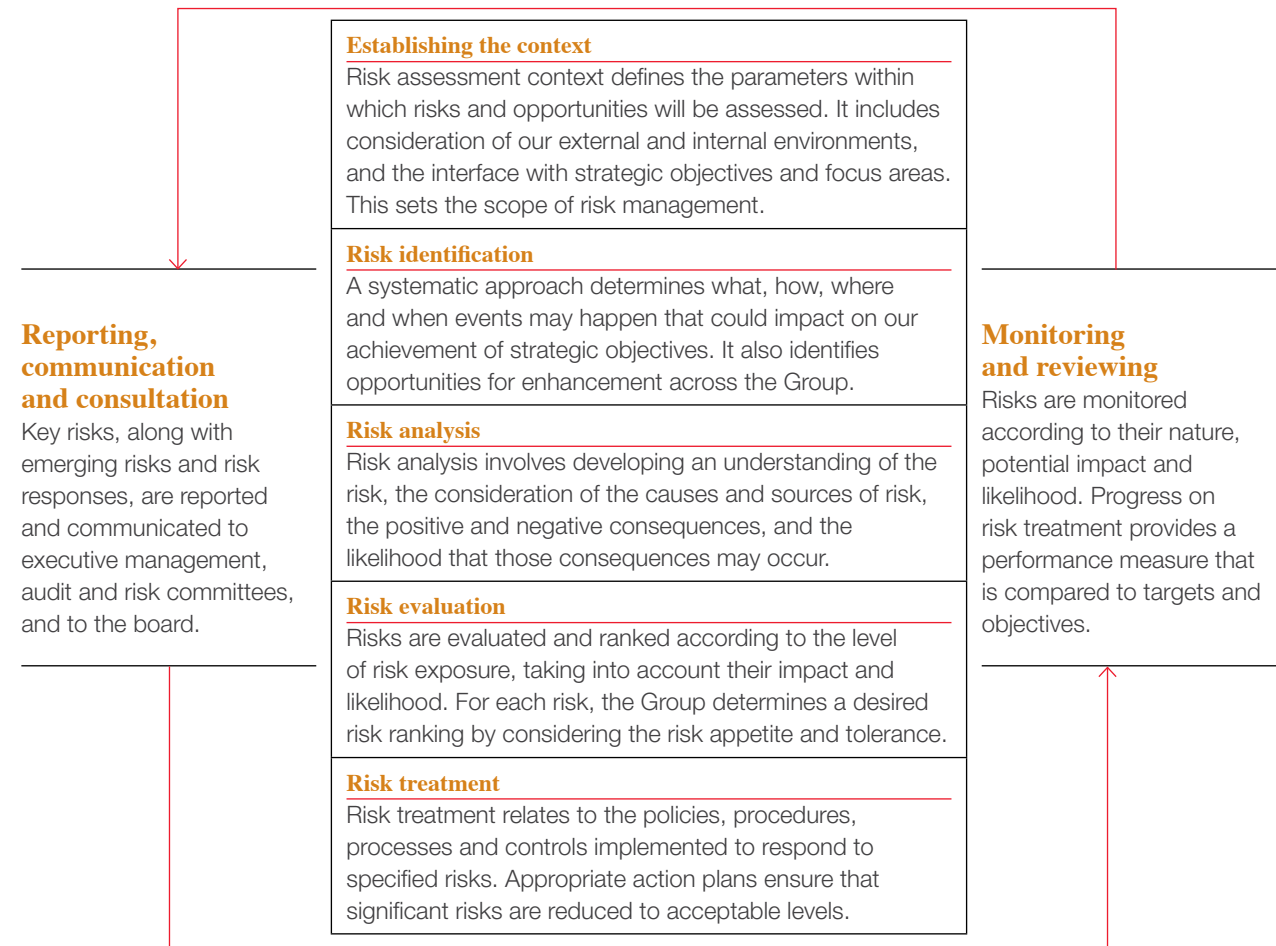 Establishing the context
Risk assessment context defines the parameters within
which risks and opportunities will be assessed. It includes
consideration of our external and internal environments,
and the interface with strategic objectives and focus areas.
This sets the scope of risk management.
Risk identification
A systematic approach determines what, how, where
and when events may happen that could impact on our
achievement of strategic objectives. It also identifies
opportunities for enhancement across the Group.
Risk analysis
Risk analysis involves developing an understanding of the
risk, the consideration of the causes and sources of risk,
the positive and negative consequences, and the
likelihood that those consequences may occur.
Risk evaluation
Risks are evaluated and ranked according to the level
of risk exposure, taking into account their impact and
likelihood. For each risk, the Group determines a desired
risk ranking by considering the risk appetite and tolerance.
Risk treatment
Risk treatment relates to the policies, procedures,
processes and controls implemented to respond to
specified risks. Appropriate action plans ensure that
significant risks are reduced to acceptable levels.
Reporting,
communication
and consultation
Key risks, along with
emerging risks and risk
responses, are reported
and communicated to
executive management,
audit and risk committees,
and to the board.
Monitoring
and reviewing
Risks are monitored
according to their nature,
potential impact and
likelihood. Progress on
risk treatment provides a
performance measure that
is compared to targets and
objectives.